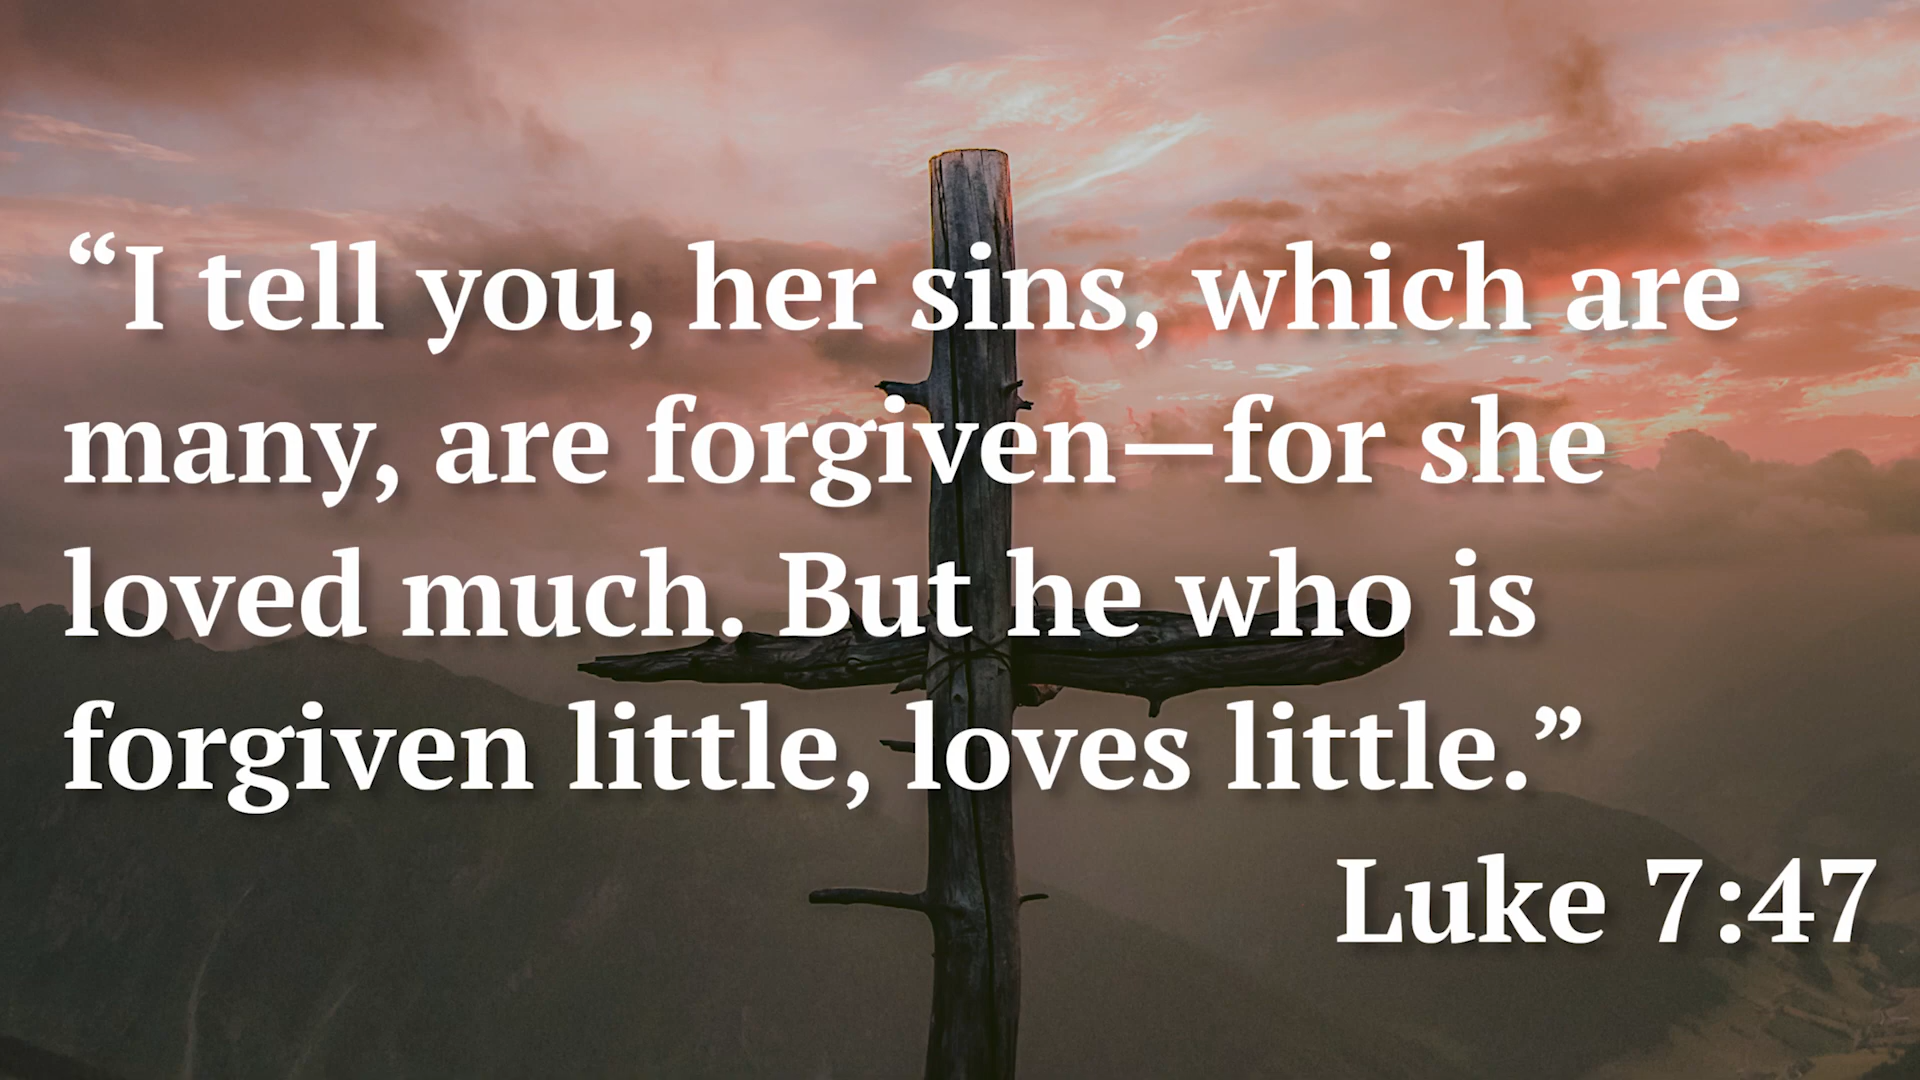 “I tell you, her sins, which are
many, are forgiven—for she
loved much. But he who is
forgiven little, loves little.”
Luke 7:47